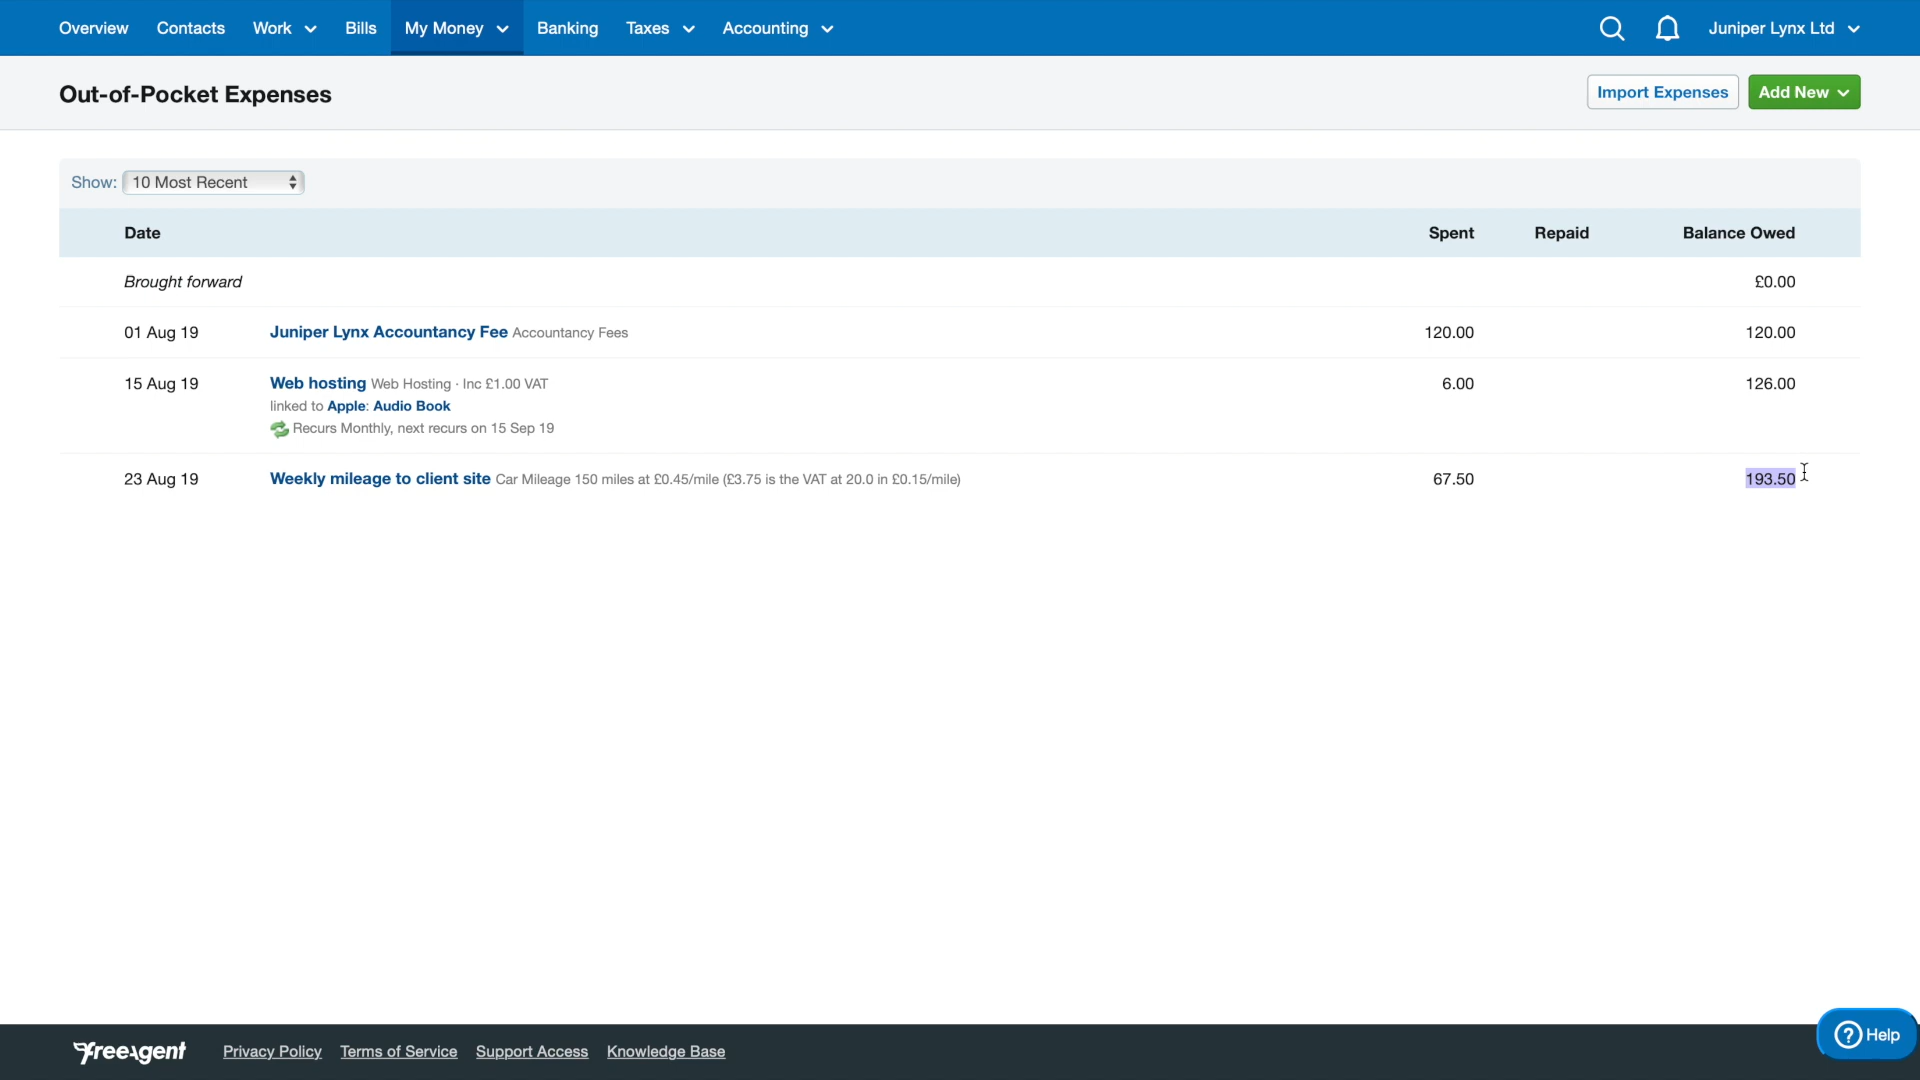 Overview Contacts Work Bills My Money Banking Taxes Accounting Juniper Lynx Ltd
Out-of-Pocket Expenses Import Expenses Add New
Show: 10 Most Recent
Date Spent Repaid Balance Owed
Brought forward £0.00
01 Aug 19 Juniper Lynx Accountancy Fee Accountancy Fees 120.00 120.00
15 Aug 19 Web hosting Web Hosting · Inc £1.00 VAT 6.00 126.00
linked to Apple: Audio Book
Recurs Monthly, next recurs on 15 Sep 19
23 Aug 19 Weekly mileage to client site Car Mileage 150 miles at £0.45/mile (£3.75 is the VAT at 20.0 in £0.15/mile) 67.50 193.50
freeagent Privacy Policy Terms of Service Support Access Knowledge Base ? Help